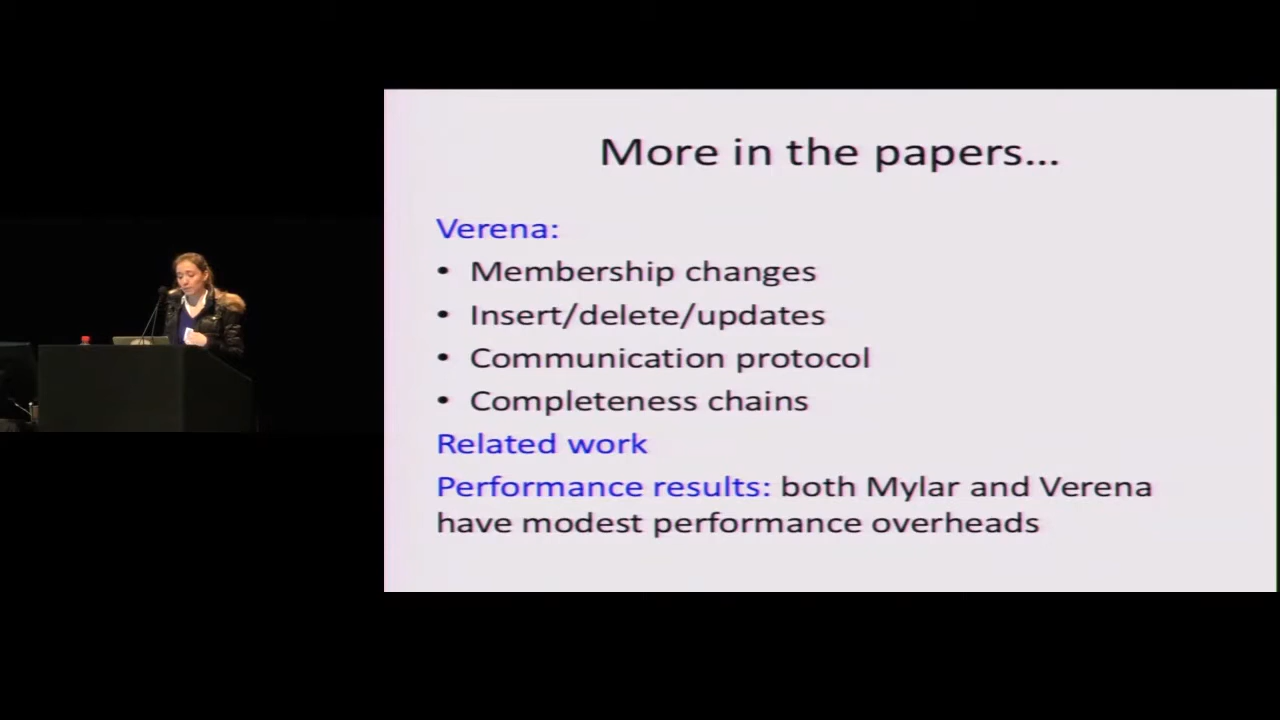 More in the papers...
Verena:
• Membership changes
• Insert/delete/updates
• Communication protocol
• Completeness chains
Related work
Performance results: both Mylar and Verena
have modest performance overheads